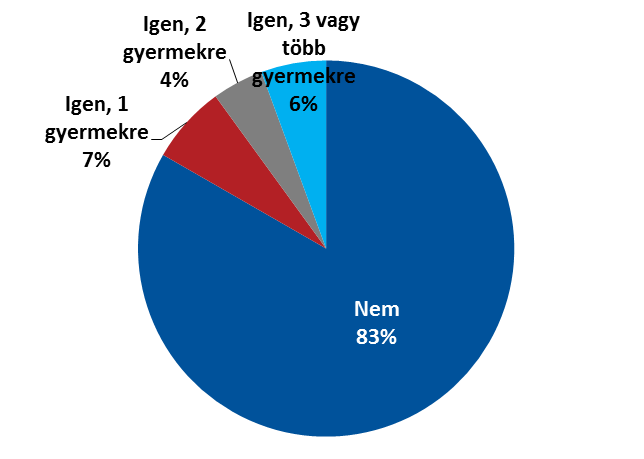 Igen, 3 vagy
több
gyermekre
6%
Igen, 2
gyermekre
4%
Igen, 1
gyermekre
7%
Nem
83%